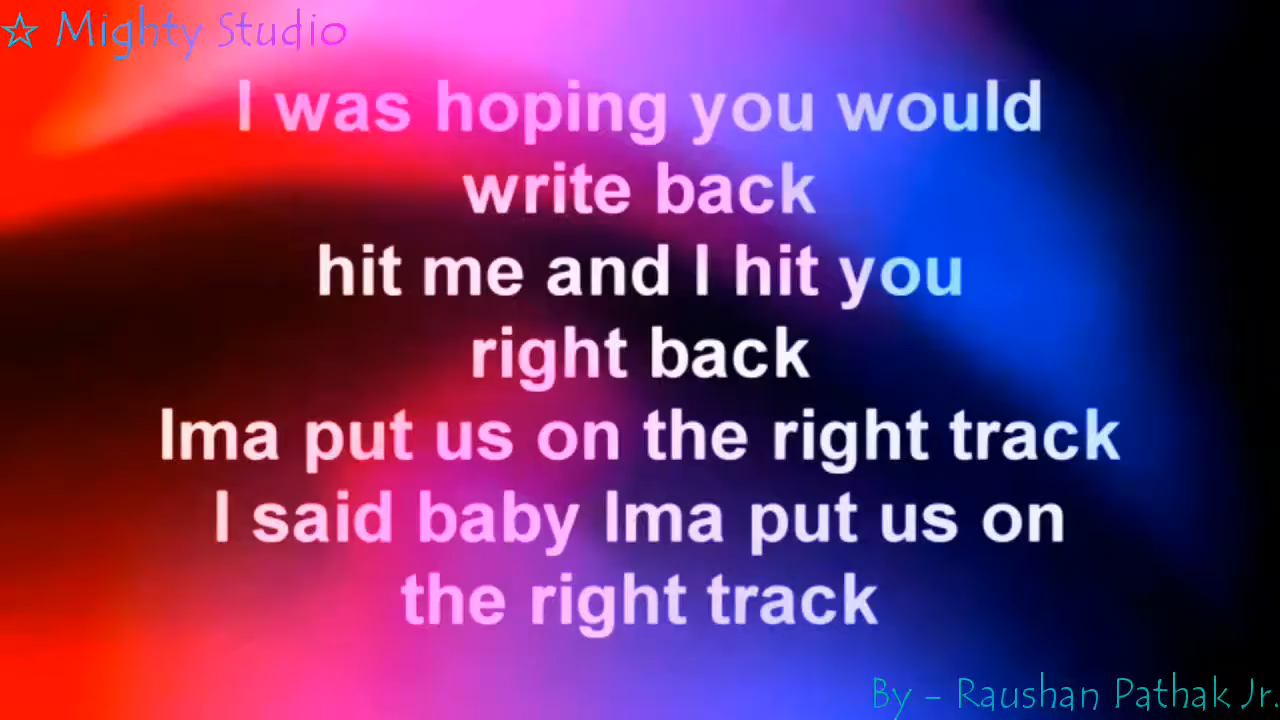 ☆ Mighty Studio
I was hoping you would
write back
hit me and I hit you
right back
Ima put us on the right track
I said baby Ima put us on
the right track
By - Raushan Pathak Jr.